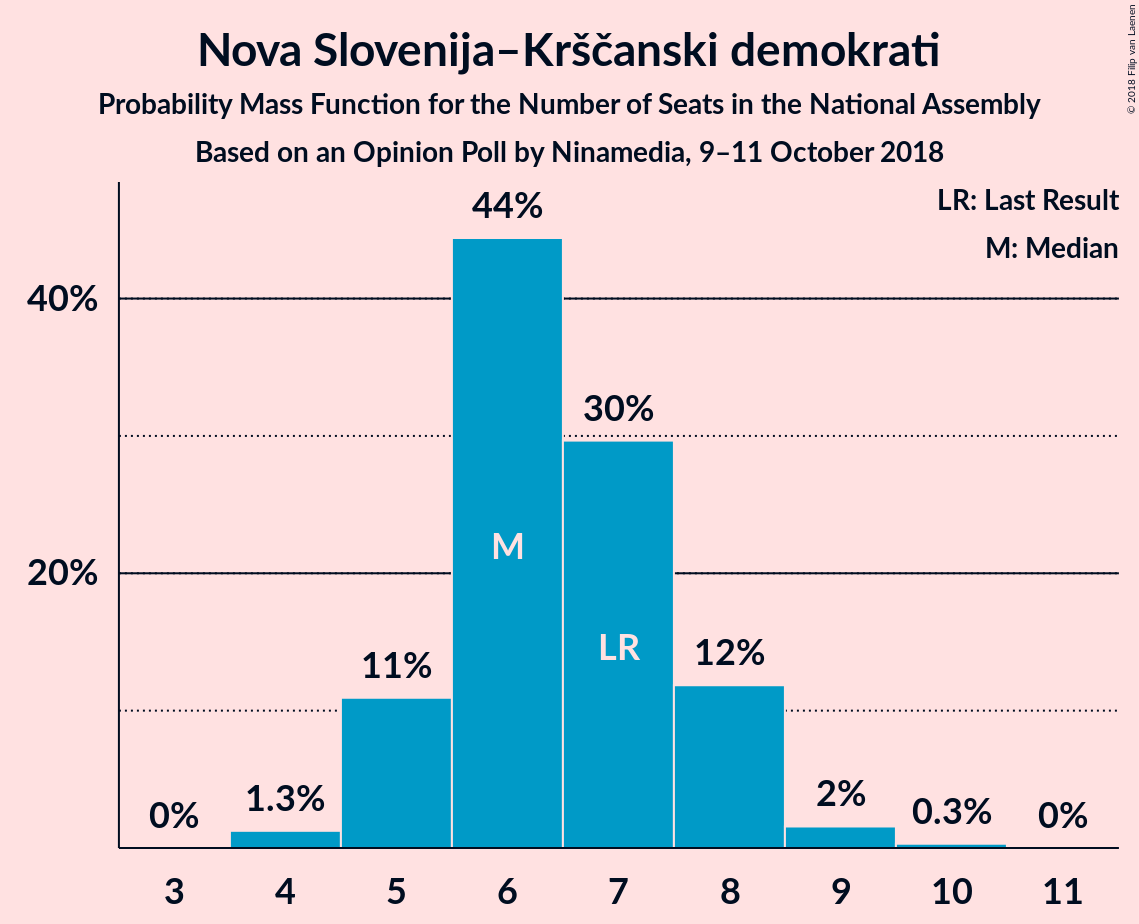 Nova Slovenija–Krščanski demokrati
Probability Mass Function for the Number of Seats in the National Assembly
Based on an Opinion Poll by Ninamedia, 9–11 October 2018
© 2018 Filip van Laenen
LR: Last Result
M: Median
40%
20%
0%
1.3%
11%
44%
30%
12%
2%
0.3%
0%
M
LR
3 4 5 6 7 8 9 10 11